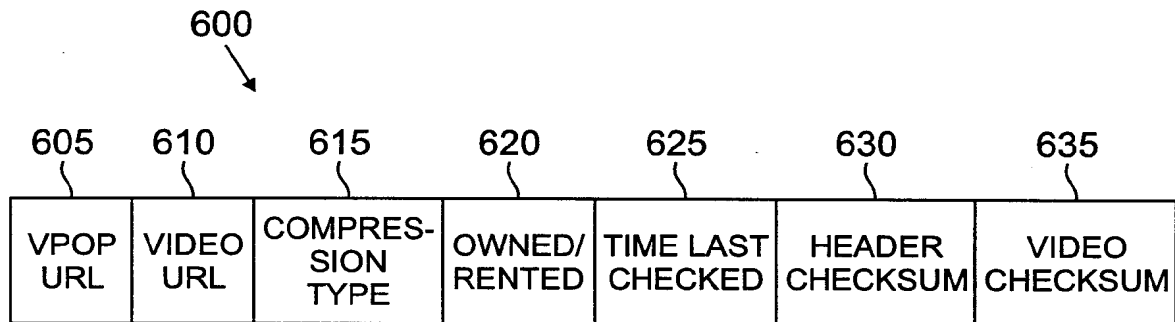 600
605 610 615 620 625 630 635
VPOP URL
VIDEO URL
COMPRES-
SION
TYPE
OWNED/
RENTED
TIME LAST
CHECKED
HEADER
CHECKSUM
VIDEO
CHECKSUM